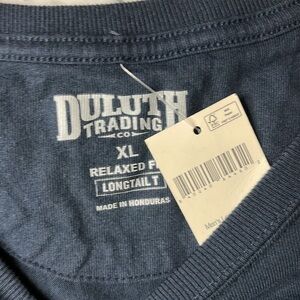 DULUTH
TRADING
CO
XL
RELAXED F
LONGTAIL T
MADE IN HONDURAS